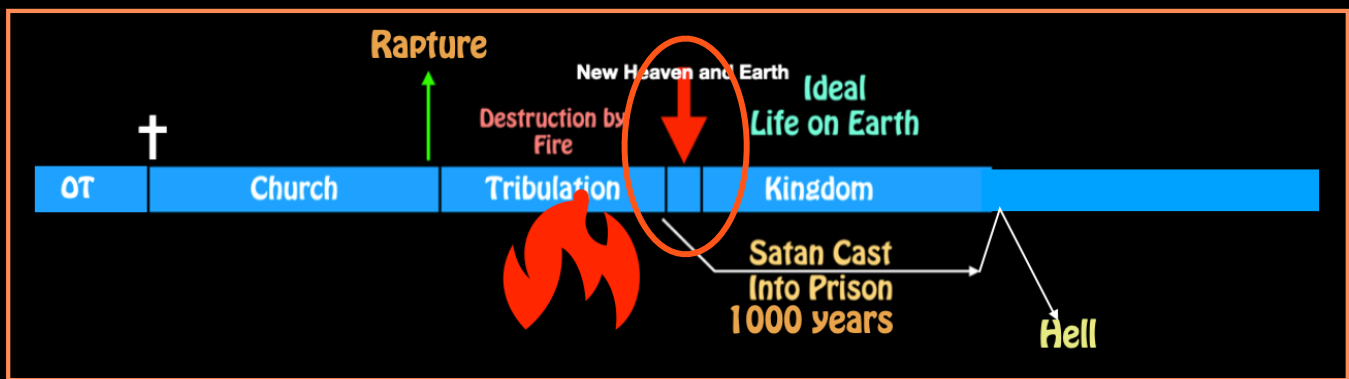 Rapture
New Heaven and Earth
Ideal
Life on Earth
Destruction by
Fire
OT
Church
Tribulation
Kingdom
Satan Cast
Into Prison
1000 years
Hell